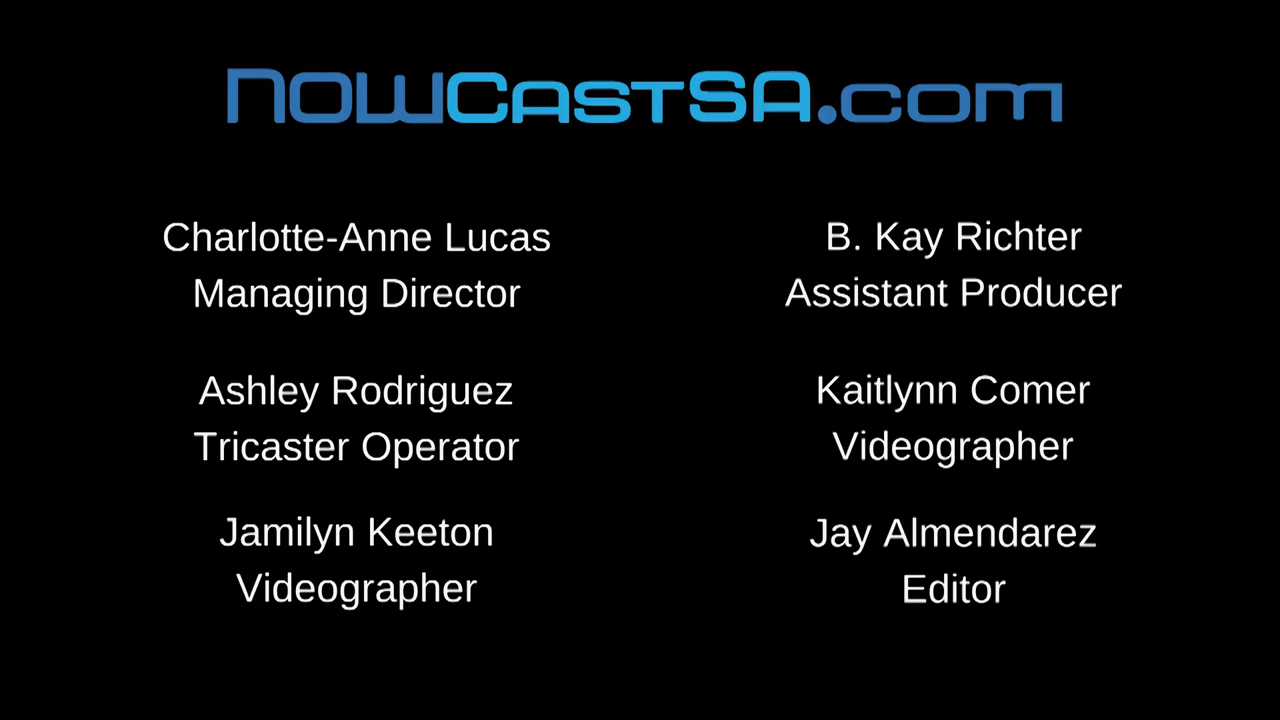 NOWCastSA.com
Charlotte-Anne Lucas
Managing Director
B. Kay Richter
Assistant Producer
Ashley Rodriguez
Tricaster Operator
Kaitlynn Comer
Videographer
Jamilyn Keeton
Videographer
Jay Almendarez
Editor